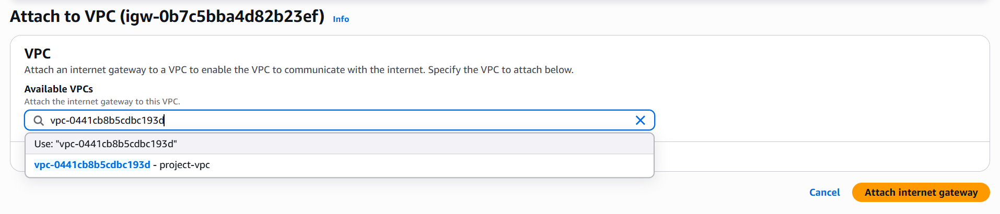 Attach to VPC (igw-0b7c5bba4d82b23ef) Info
VPC
Attach an internet gateway to a VPC to enable the VPC to communicate with the internet. Specify the VPC to attach below.
Available VPCs
Attach the internet gateway to this VPC.
vpc-0441cb8b5cdbc193d
Use: "vpc-0441cb8b5cdbc193d"
vpc-0441cb8b5cdbc193d - project-vpc
Cancel Attach internet gateway